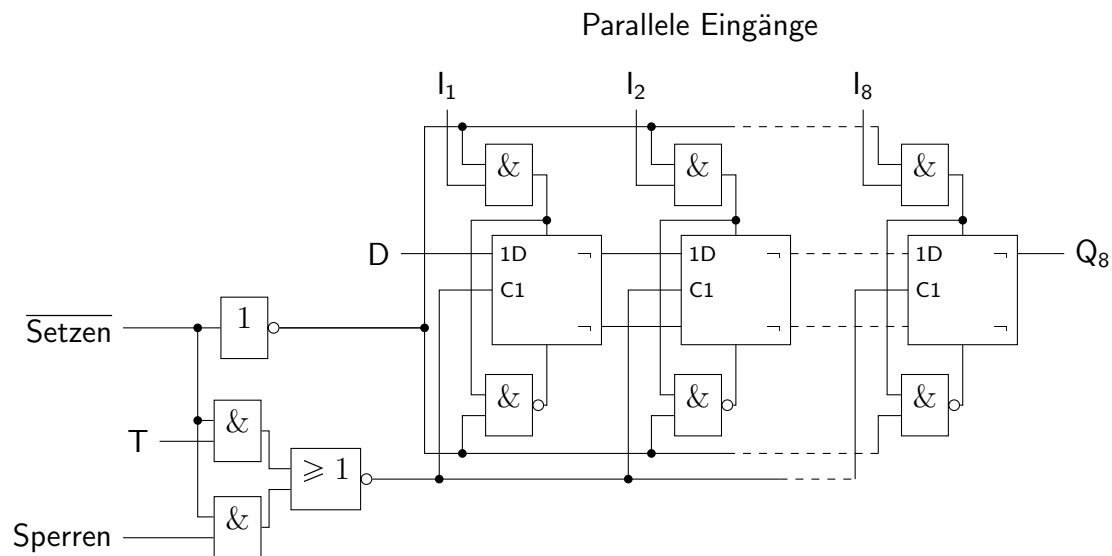 Parallele Eingänge
I₁ I₂ I₈
& & &
D 1D ¬ 1D ¬ 1D ¬ Q₈
C1 C1 C1
Setzen 1 ¬ ¬ ¬
& & &
T &
≥ 1
Sperren &